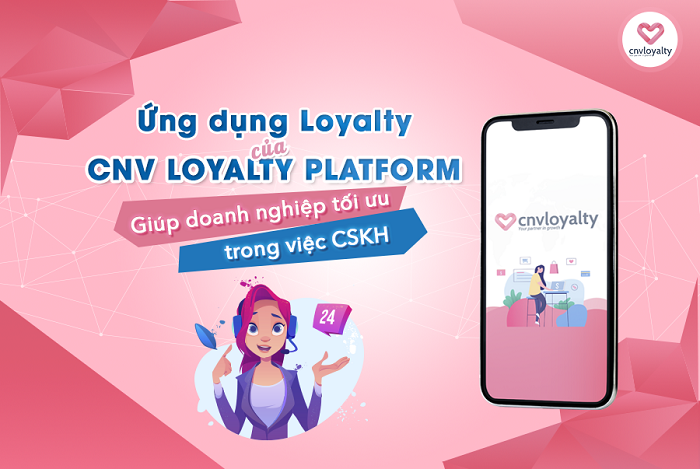 cnvloyalty
Ứng dụng Loyalty
của
CNV LOYALTY PLATFORM
Giúp doanh nghiệp tối ưu
trong việc CSKH
24
cnvloyalty
Your partner in growth